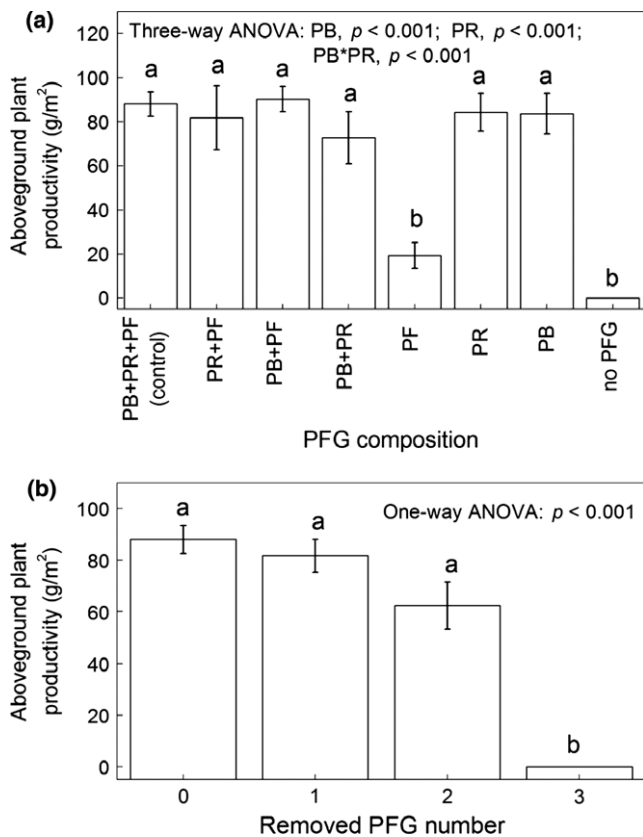 (a)
Three-way ANOVA: PB, p < 0.001; PR, p < 0.001;
PB*PR, p < 0.001
120
100
80
60
40
20
0
Aboveground plant
productivity (g/m²)
a
a
a
a
b
a
a
b
PB+PR+PF
(control)
PR+PF
PB+PF
PB+PR
PF
PR
PB
no PFG
PFG composition
(b)
One-way ANOVA: p < 0.001
100
80
60
40
20
0
Aboveground plant
productivity (g/m²)
a
a
a
b
0
1
2
3
Removed PFG number